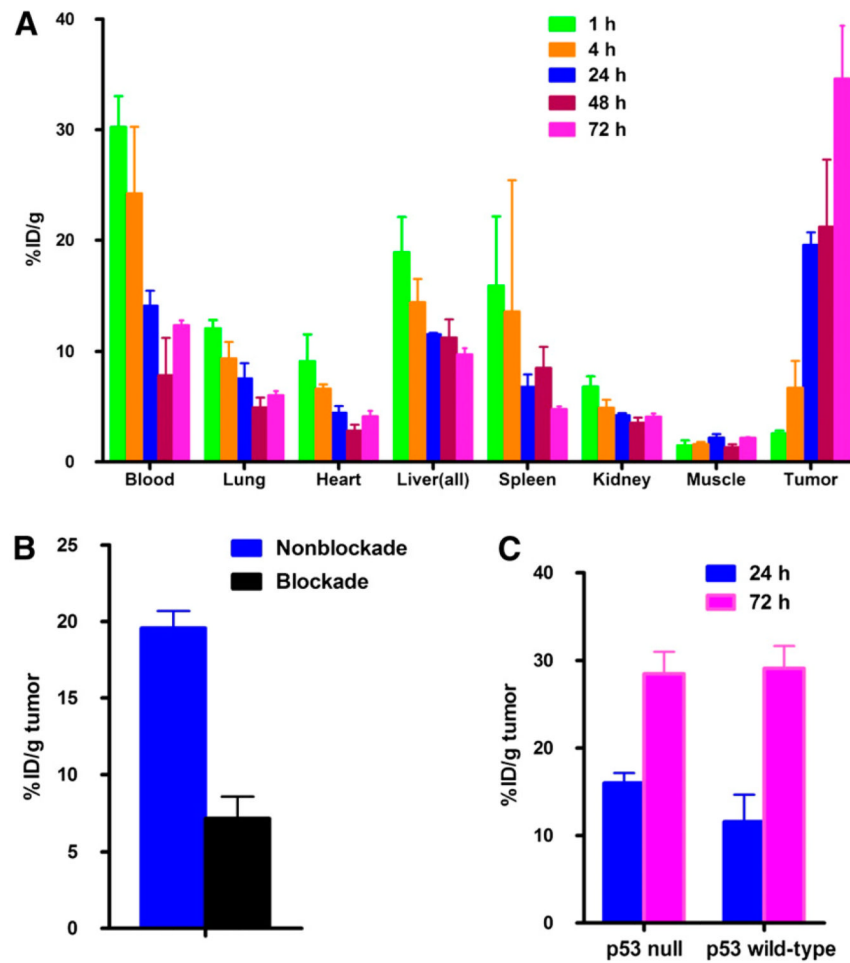 A
40
30
20
10
0
%ID/g
1 h
4 h
24 h
48 h
72 h
Blood Lung Heart Liver(all) Spleen Kidney Muscle Tumor
B
25
20
15
10
5
0
%ID/g tumor
Nonblockade
Blockade
C
40
30
20
10
0
%ID/g tumor
24 h
72 h
p53 null p53 wild-type